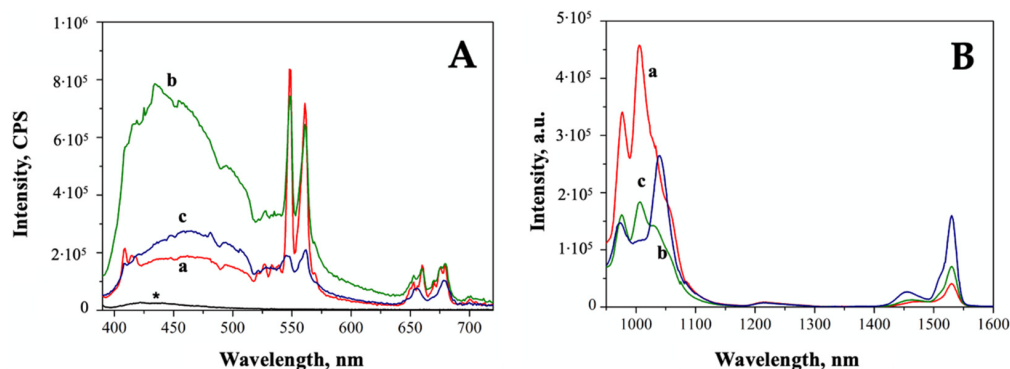 A
Intensity, CPS
1·10⁶
8·10⁵
6·10⁵
4·10⁵
2·10⁵
0
b
c
a
*
400 450 500 550 600 650 700
Wavelength, nm
B
Intensity, a.u.
5·10⁵
4·10⁵
3·10⁵
2·10⁵
1·10⁵
0
a
c
b
1000 1100 1200 1300 1400 1500 1600
Wavelength, nm